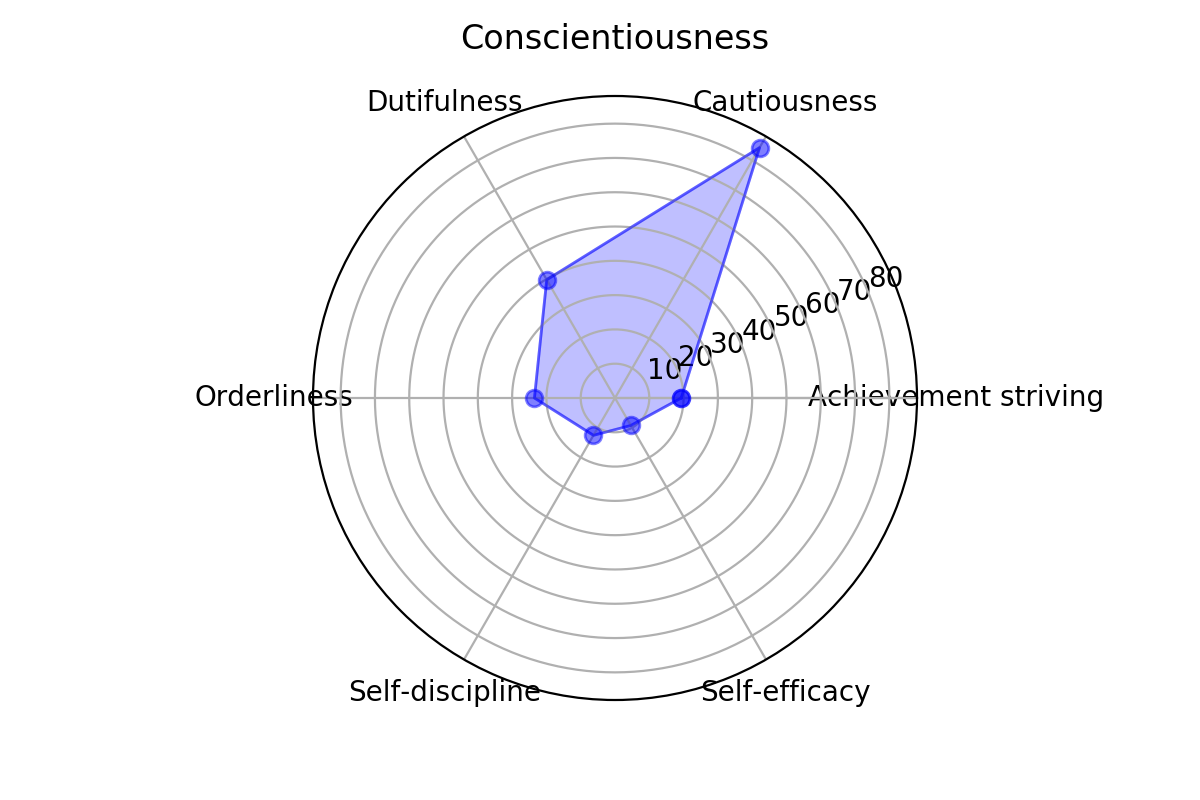 Conscientiousness
Dutifulness
Cautiousness
80
70
60
50
40
30
20
10
Orderliness
Achievement striving
Self-discipline
Self-efficacy